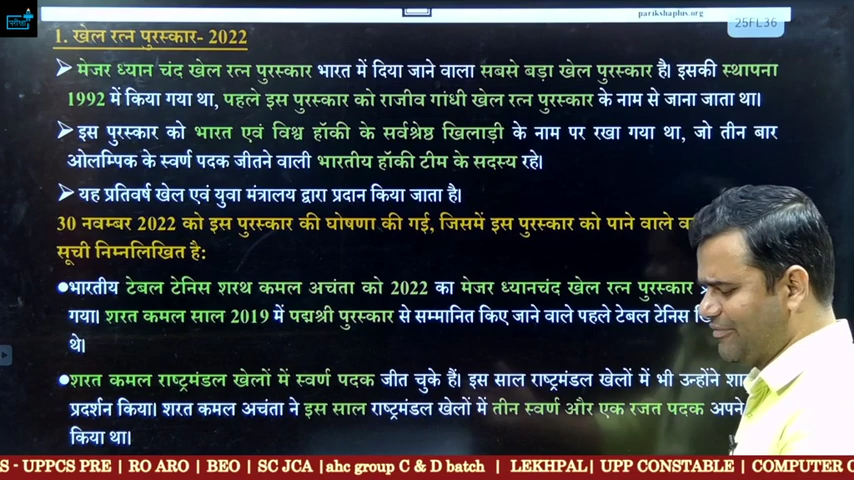 परीक्षा
parikshaplus.org
25FL36
1. खेल रत्न पुरस्कार- 2022
➤ मेजर ध्यान चंद खेल रत्न पुरस्कार भारत में दिया जाने वाला सबसे बड़ा खेल पुरस्कार है। इसकी स्थापना
1992 में किया गया था, पहले इस पुरस्कार को राजीव गांधी खेल रत्न पुरस्कार के नाम से जाना जाता था।
➤ इस पुरस्कार को भारत एवं विश्व हॉकी के सर्वश्रेष्ठ खिलाड़ी के नाम पर रखा गया था, जो तीन बार
ओलम्पिक के स्वर्ण पदक जीतने वाली भारतीय हॉकी टीम के सदस्य रहे।
➤ यह प्रतिवर्ष खेल एवं युवा मंत्रालय द्वारा प्रदान किया जाता है।
30 नवम्बर 2022 को इस पुरस्कार की घोषणा की गई, जिसमें इस पुरस्कार को पाने वाले
सूची निम्नलिखित है:
●भारतीय टेबल टेनिस शरथ कमल अचंता को 2022 का मेजर ध्यानचंद खेल रत्न पुरस्कार
गया। शरत कमल साल 2019 में पद्मश्री पुरस्कार से सम्मानित किए जाने वाले पहले टेबल टेनिस
थे।
●शरत कमल राष्ट्रमंडल खेलों में स्वर्ण पदक जीत चुके हैं। इस साल राष्ट्रमंडल खेलों में भी उन्होंने
प्रदर्शन किया। शरत कमल अचंता ने इस साल राष्ट्रमंडल खेलों में तीन स्वर्ण और एक रजत पदक अपने
किया था।
S - UPPCS PRE | RO ARO | BEO | SC JCA |ahc group C & D batch | LEKHPAL| UPP CONSTABLE | COMPUTER